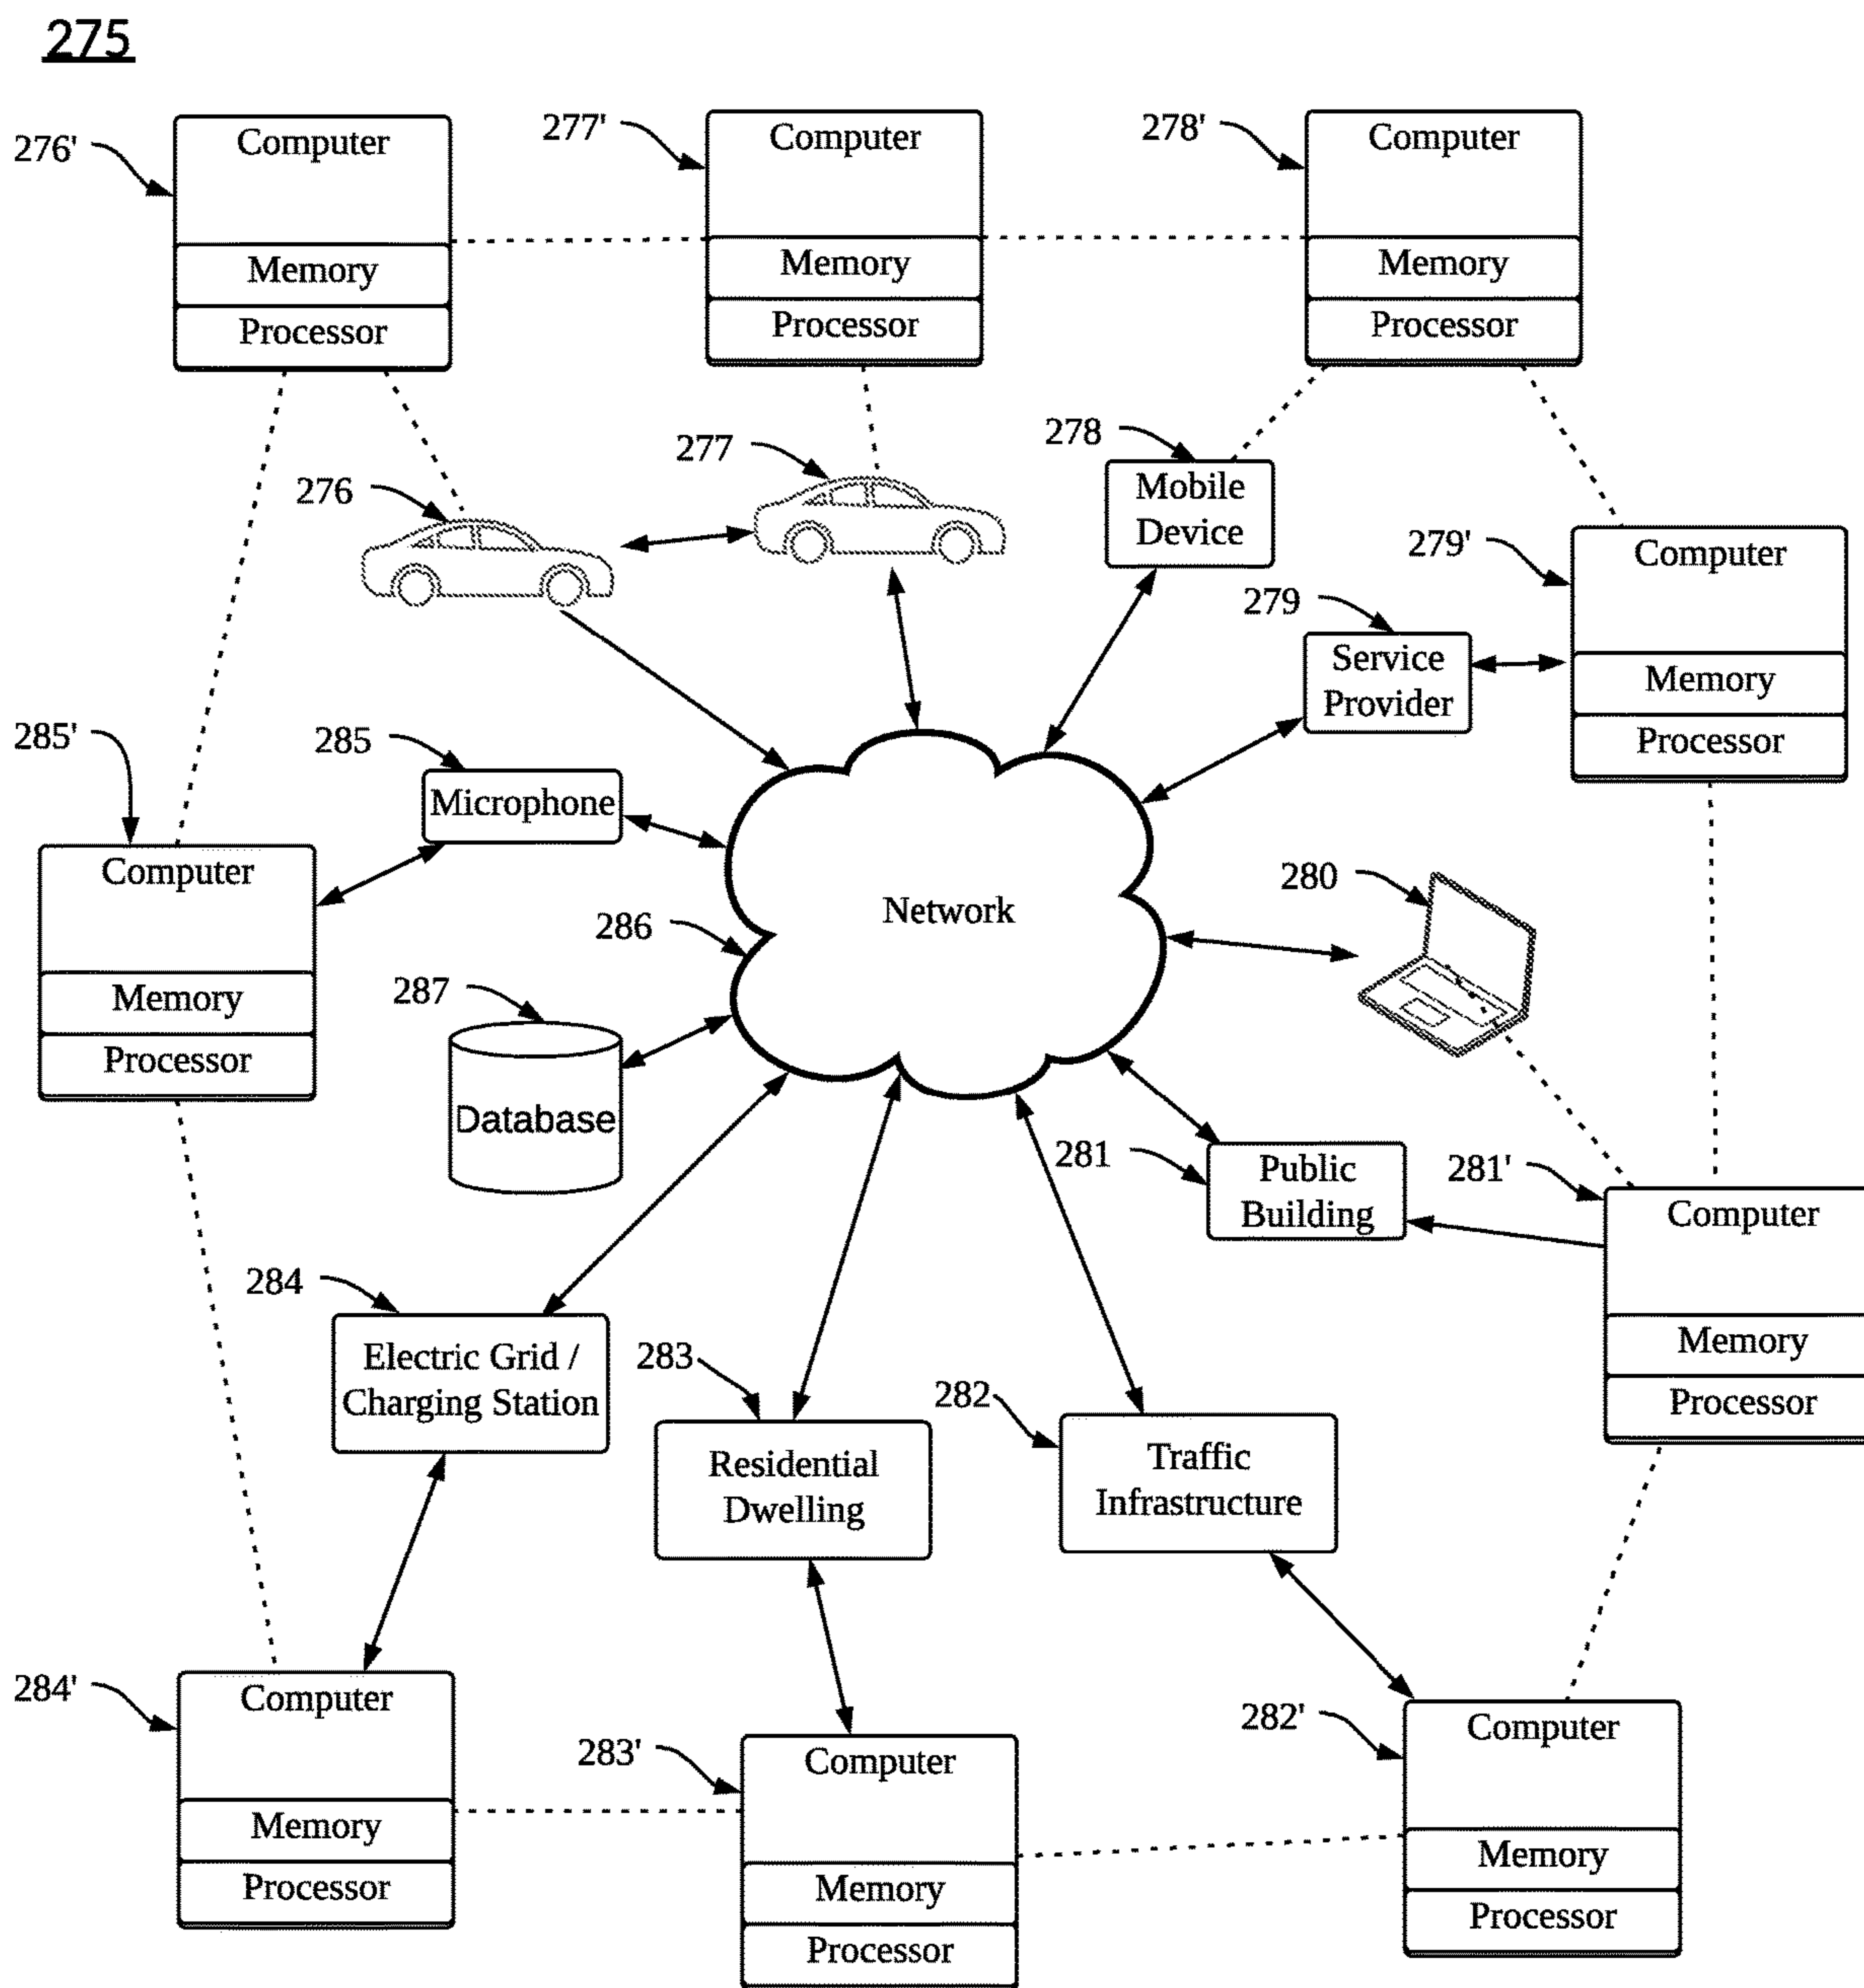 275
276'
Computer
Memory
Processor
277'
Computer
Memory
Processor
278'
Computer
Memory
Processor
276
277
278
Mobile
Device
279'
Computer
Memory
Processor
279
Service
Provider
285'
Computer
Memory
Processor
285
Microphone
Network
286
287
Database
280
281
Public
Building
281'
Computer
Memory
Processor
284
Electric Grid /
Charging Station
283
Residential
Dwelling
282
Traffic
Infrastructure
284'
Computer
Memory
Processor
283'
Computer
Memory
Processor
282'
Computer
Memory
Processor